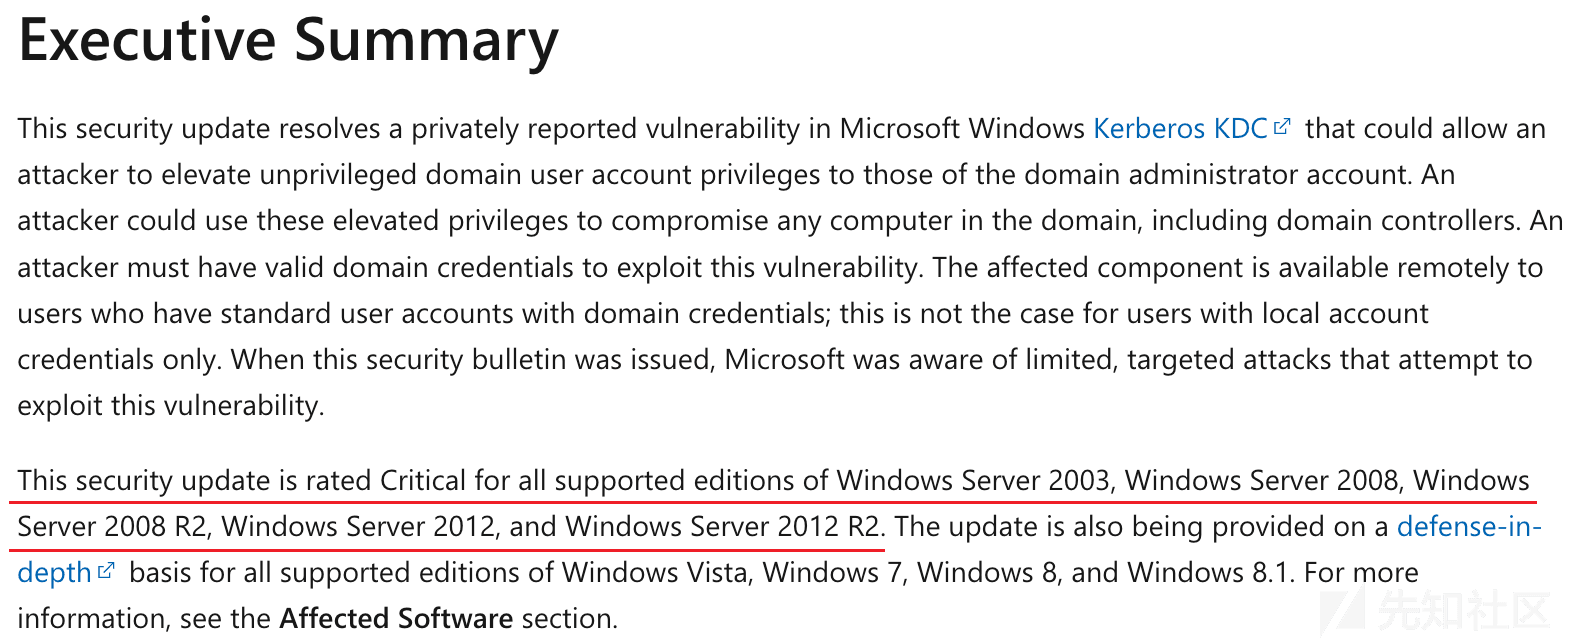 Executive Summary
This security update resolves a privately reported vulnerability in Microsoft Windows Kerberos KDC that could allow an
attacker to elevate unprivileged domain user account privileges to those of the domain administrator account. An
attacker could use these elevated privileges to compromise any computer in the domain, including domain controllers. An
attacker must have valid domain credentials to exploit this vulnerability. The affected component is available remotely to
users who have standard user accounts with domain credentials; this is not the case for users with local account
credentials only. When this security bulletin was issued, Microsoft was aware of limited, targeted attacks that attempt to
exploit this vulnerability.
This security update is rated Critical for all supported editions of Windows Server 2003, Windows Server 2008, Windows
Server 2008 R2, Windows Server 2012, and Windows Server 2012 R2. The update is also being provided on a defense-in-
depth basis for all supported editions of Windows Vista, Windows 7, Windows 8, and Windows 8.1. For more
information, see the Affected Software section.
先知社区